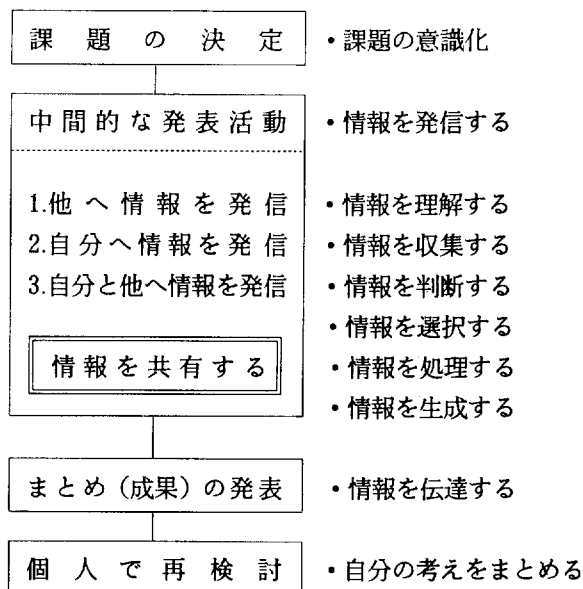 課題の決定 ・課題の意識化
中間的な発表活動 ・情報を発信する
1.他へ情報を発信 ・情報を理解する
2.自分へ情報を発信 ・情報を収集する
3.自分と他へ情報を発信 ・情報を判断する
・情報を選択する
情報を共有する ・情報を処理する
・情報を生成する
まとめ（成果）の発表 ・情報を伝達する
個人で再検討 ・自分の考えをまとめる